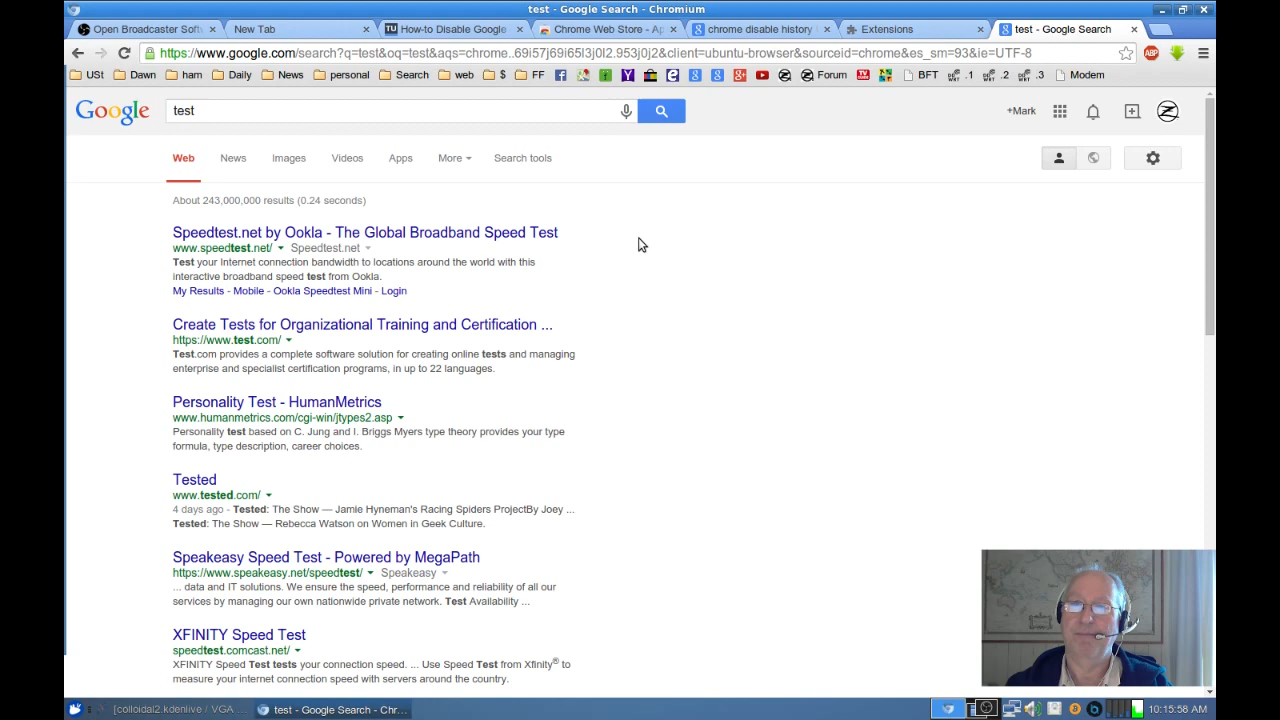 test - Google Search - Chromium
Open Broadcaster Soft
New Tab
How-to Disable Google
Chrome Web Store - Ap
chrome disable history
Extensions
test - Google Search
https://www.google.com/search?q=test&oq=test&aqs=chrome..69i57j69i65l3j0l2.953j0j2&client=ubuntu-browser&sourceid=chrome&es_sm=93&ie=UTF-8
ABP
USt Dawn ham Daily News personal Search web $ FF Forum BFT .1 .2 .3 Modem
Google
test
+Mark
Web News Images Videos Apps More Search tools
About 243,000,000 results (0.24 seconds)
Speedtest.net by Ookla - The Global Broadband Speed Test
www.speedtest.net/ Speedtest.net
Test your Internet connection bandwidth to locations around the world with this
interactive broadband speed test from Ookla.
My Results - Mobile - Ookla Speedtest Mini - Login
Create Tests for Organizational Training and Certification ...
https://www.test.com/
Test.com provides a complete software solution for creating online tests and managing
enterprise and specialist certification programs, in up to 22 languages.
Personality Test - HumanMetrics
www.humanmetrics.com/cgi-win/jtypes2.asp
Personality test based on C. Jung and I. Briggs Myers type theory provides your type
formula, type description, career choices.
Tested
www.tested.com/
4 days ago - Tested: The Show — Jamie Hyneman's Racing Spiders ProjectBy Joey ...
Tested: The Show — Rebecca Watson on Women in Geek Culture.
Speakeasy Speed Test - Powered by MegaPath
https://www.speakeasy.net/speedtest/ Speakeasy
... data and IT solutions. We ensure the speed, performance and reliability of all our
services by managing our own nationwide private network. Test Availability ...
XFINITY Speed Test
speedtest.comcast.net/
XFINITY Speed Test tests your connection speed. ... Use Speed Test from Xfinity® to
measure your internet connection speed with servers around the country.
[colloidal2.kdenlive / VGA ...
test - Google Search - Chr...
10:15:58 AM